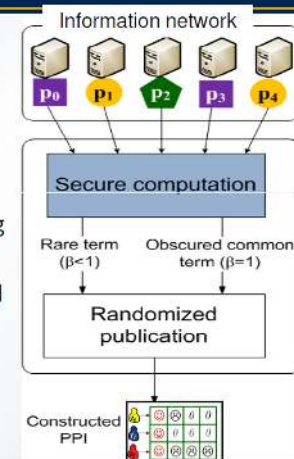 Information network
p0 p1 p2 p3 p4
Secure computation
g
Rare term Obscured common
(β<1) term (β=1)
Randomized
publication
Constructed
PPI